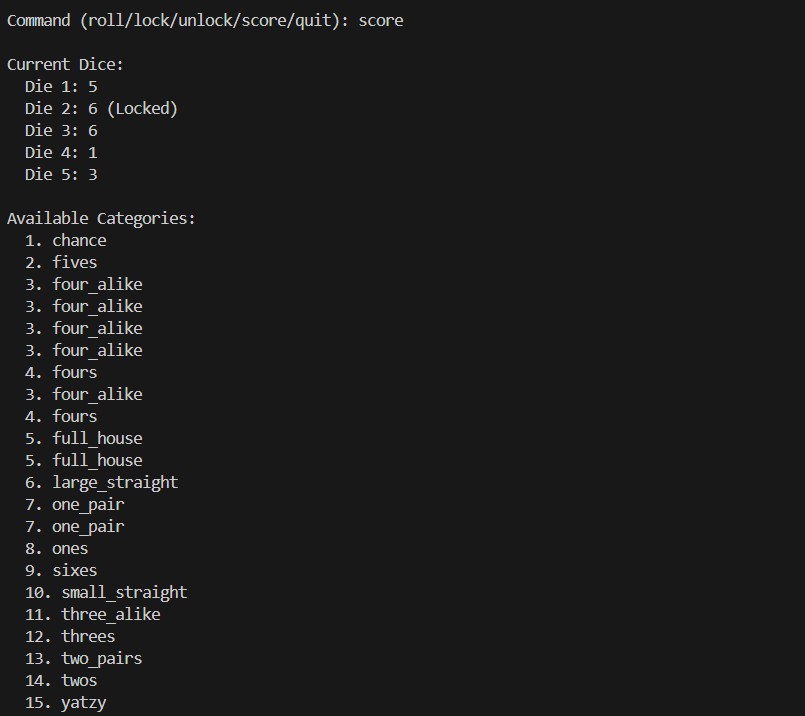 Command (roll/lock/unlock/score/quit): score
Current Dice:
Die 1: 5
Die 2: 6 (Locked)
Die 3: 6
Die 4: 1
Die 5: 3
Available Categories:
1. chance
2. fives
3. four_alike
3. four_alike
3. four_alike
3. four_alike
4. fours
3. four_alike
4. fours
5. full_house
5. full_house
6. large_straight
7. one_pair
7. one_pair
8. ones
9. sixes
10. small_straight
11. three_alike
12. threes
13. two_pairs
14. twos
15. yatzy